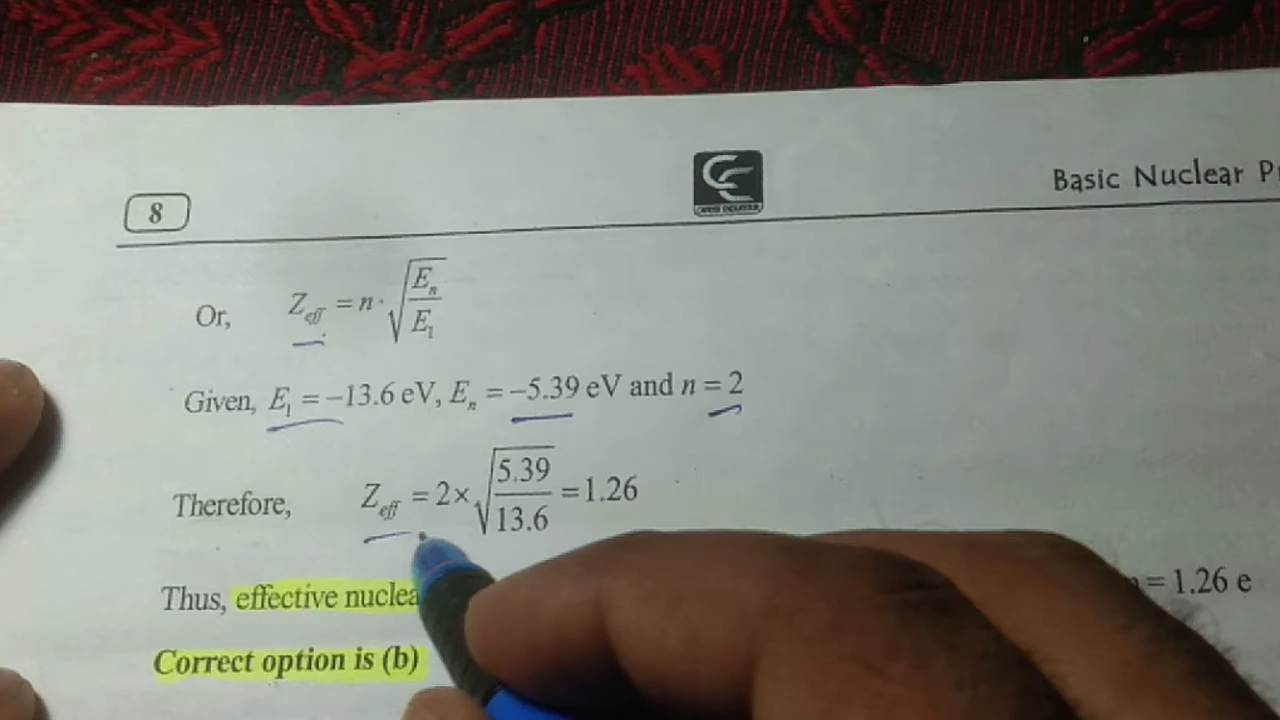 8
Basic Nuclear
Or, Z_eff = n · √(E_n / E_1)
Given, E_1 = −13.6 eV, E_n = −5.39 eV and n = 2
Therefore, Z_eff = 2 × √(5.39 / 13.6) = 1.26
Thus, effective = 1.26 e
Correct option is (b)